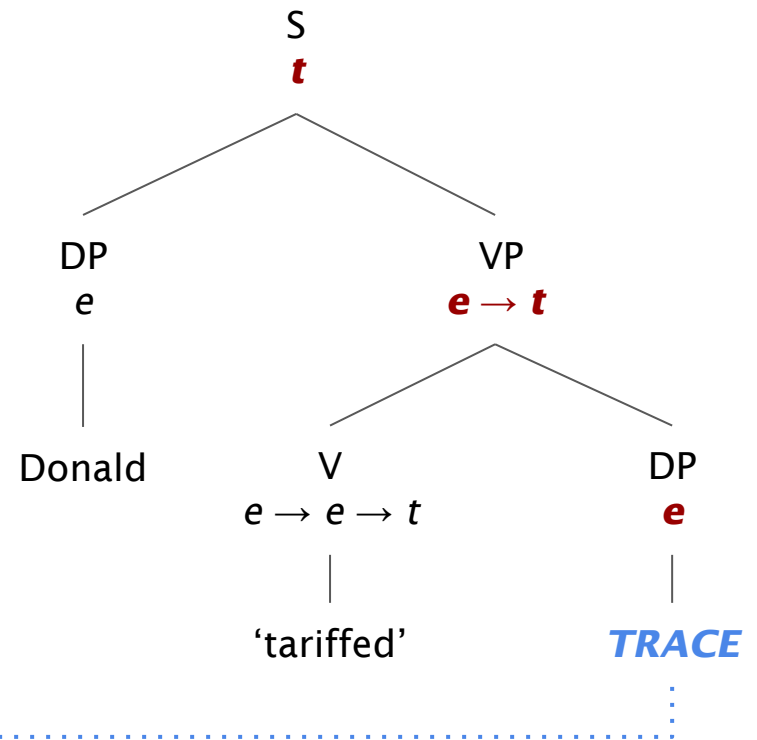 S
t
DP VP
e e → t
Donald V DP
e → e → t e
‘tariffed’ TRACE